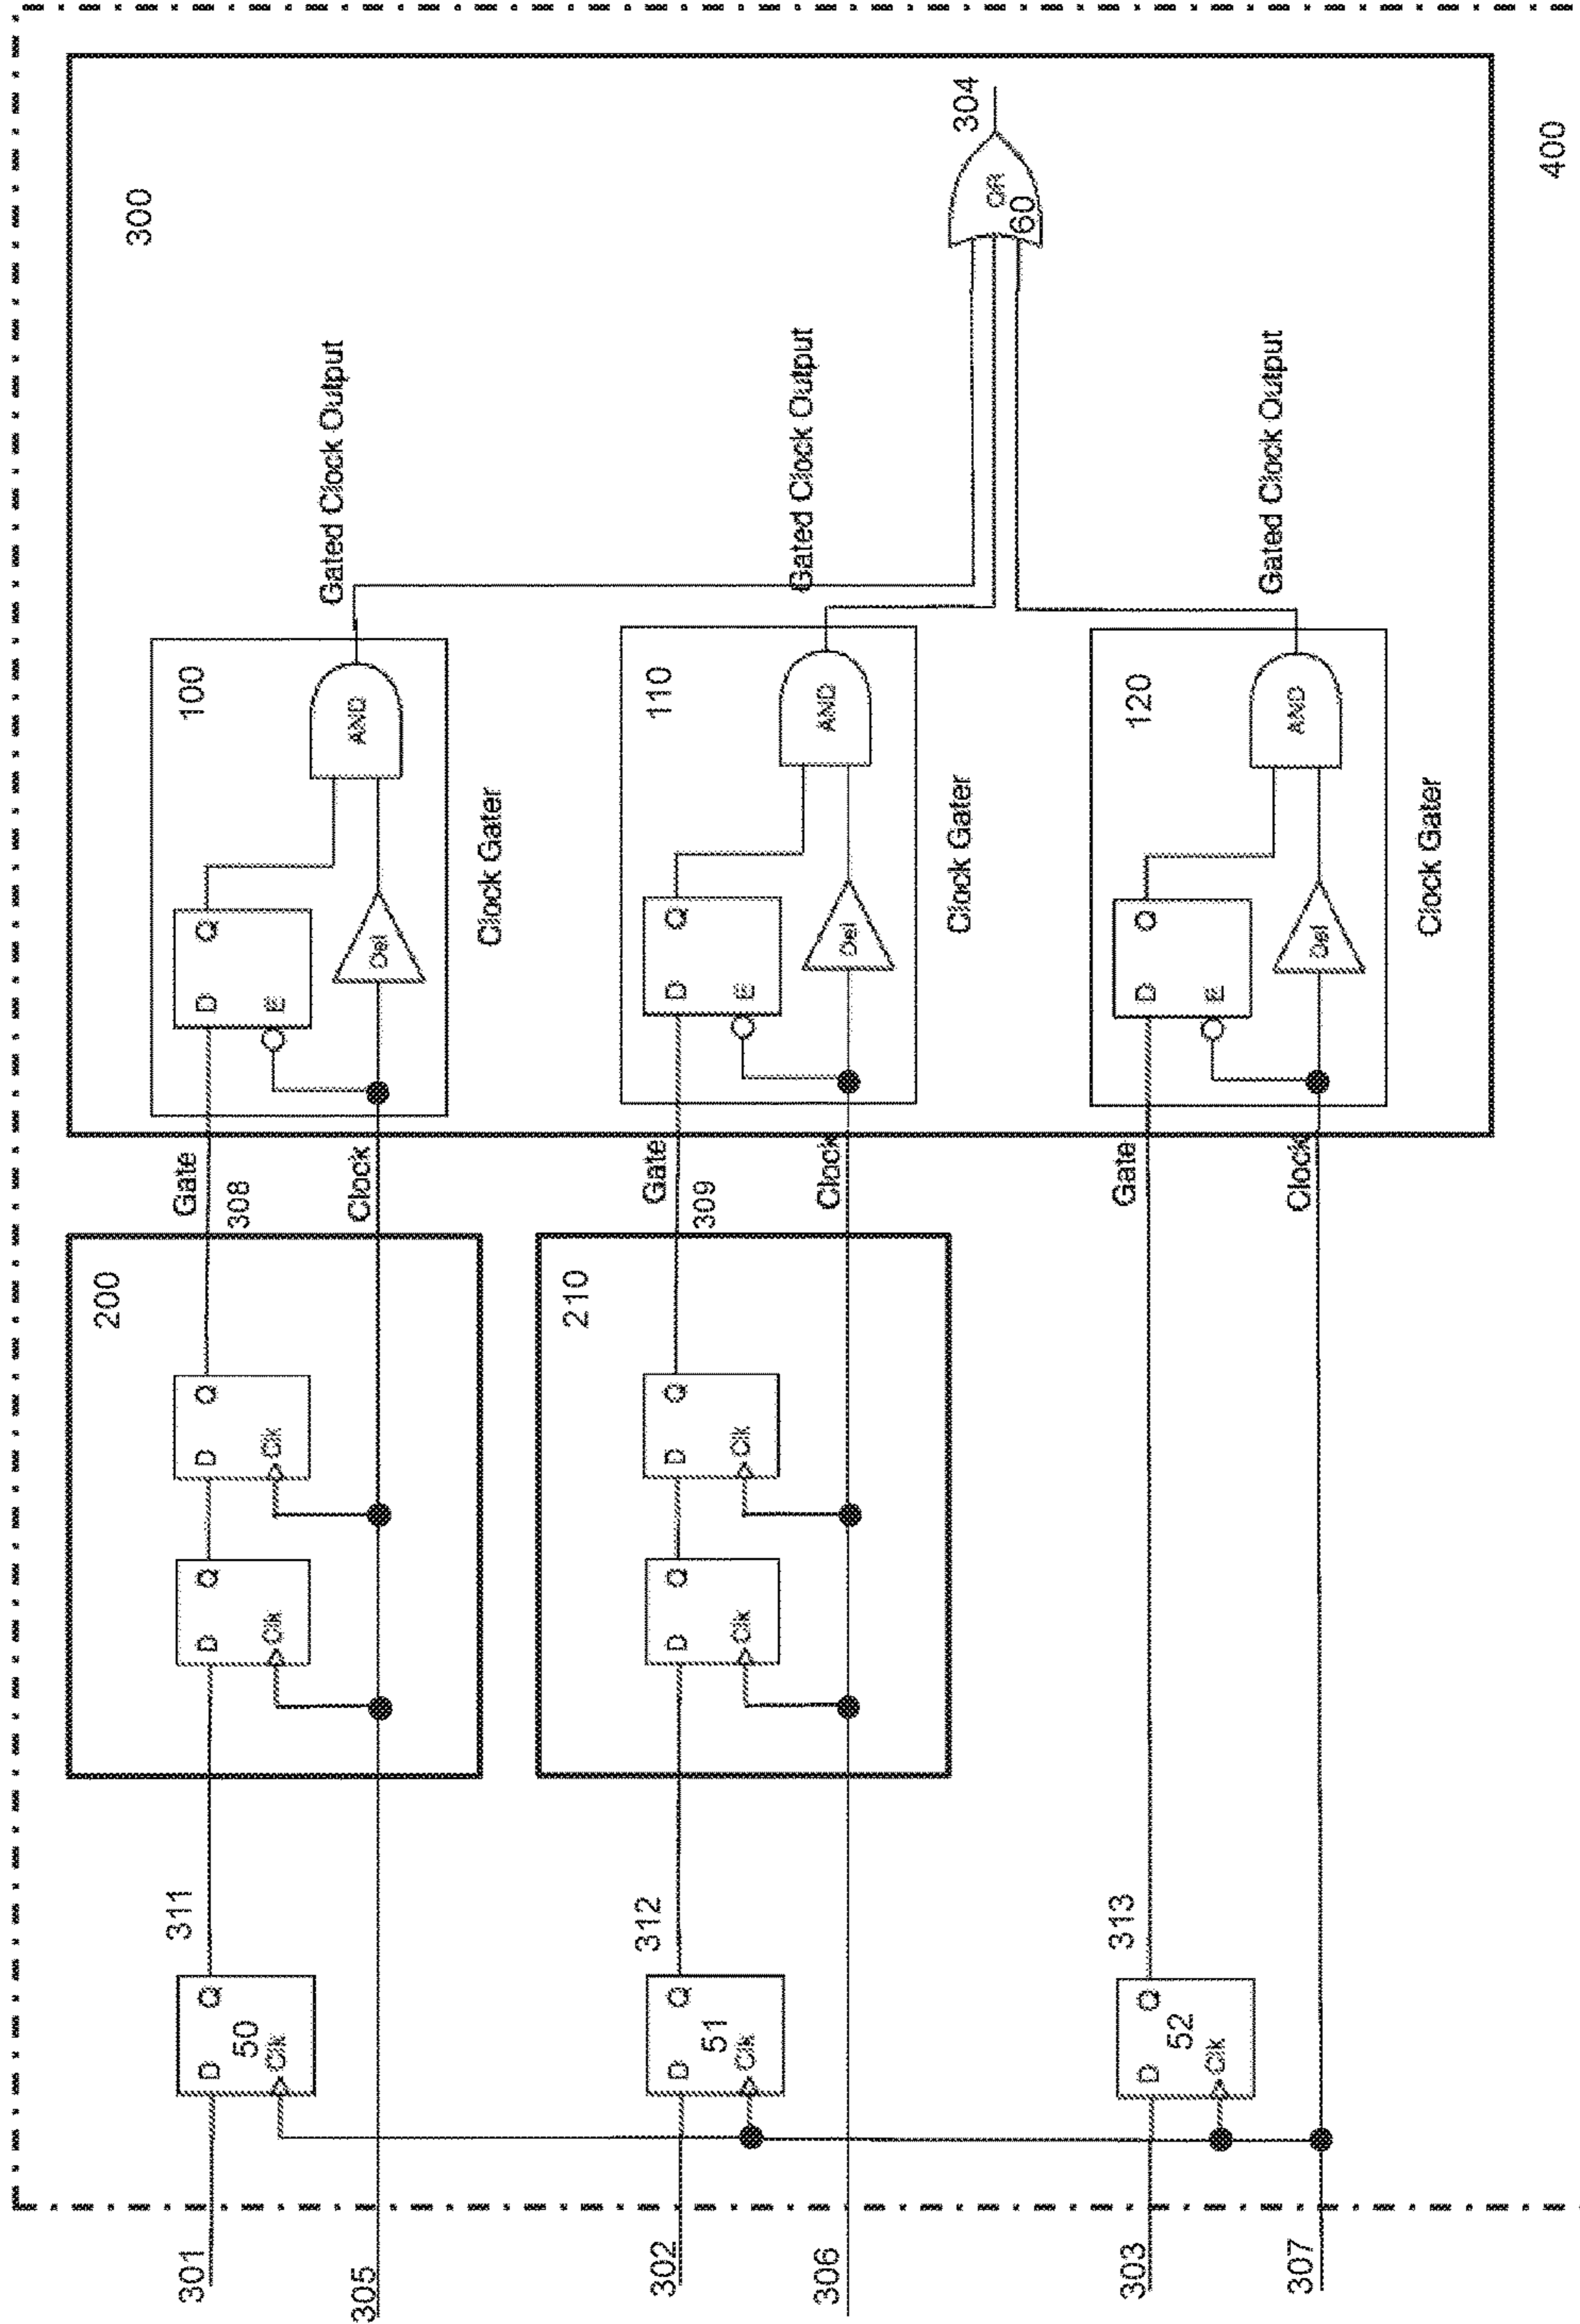 301
D
Q
50
Clk
311
200
D
Q
Clk
D
Q
Clk
Gate
308
305
Clock
100
D
Q
E
Del
AND
Clock Gater
Gated Clock Output
300
302
D
Q
51
Clk
312
210
D
Q
Clk
D
Q
Clk
Gate
309
306
Clock
110
D
Q
E
Del
AND
Clock Gater
Gated Clock Output
OR
60
304
303
D
Q
52
Clk
313
Gate
307
Clock
120
D
Q
E
Del
AND
Clock Gater
Gated Clock Output
400